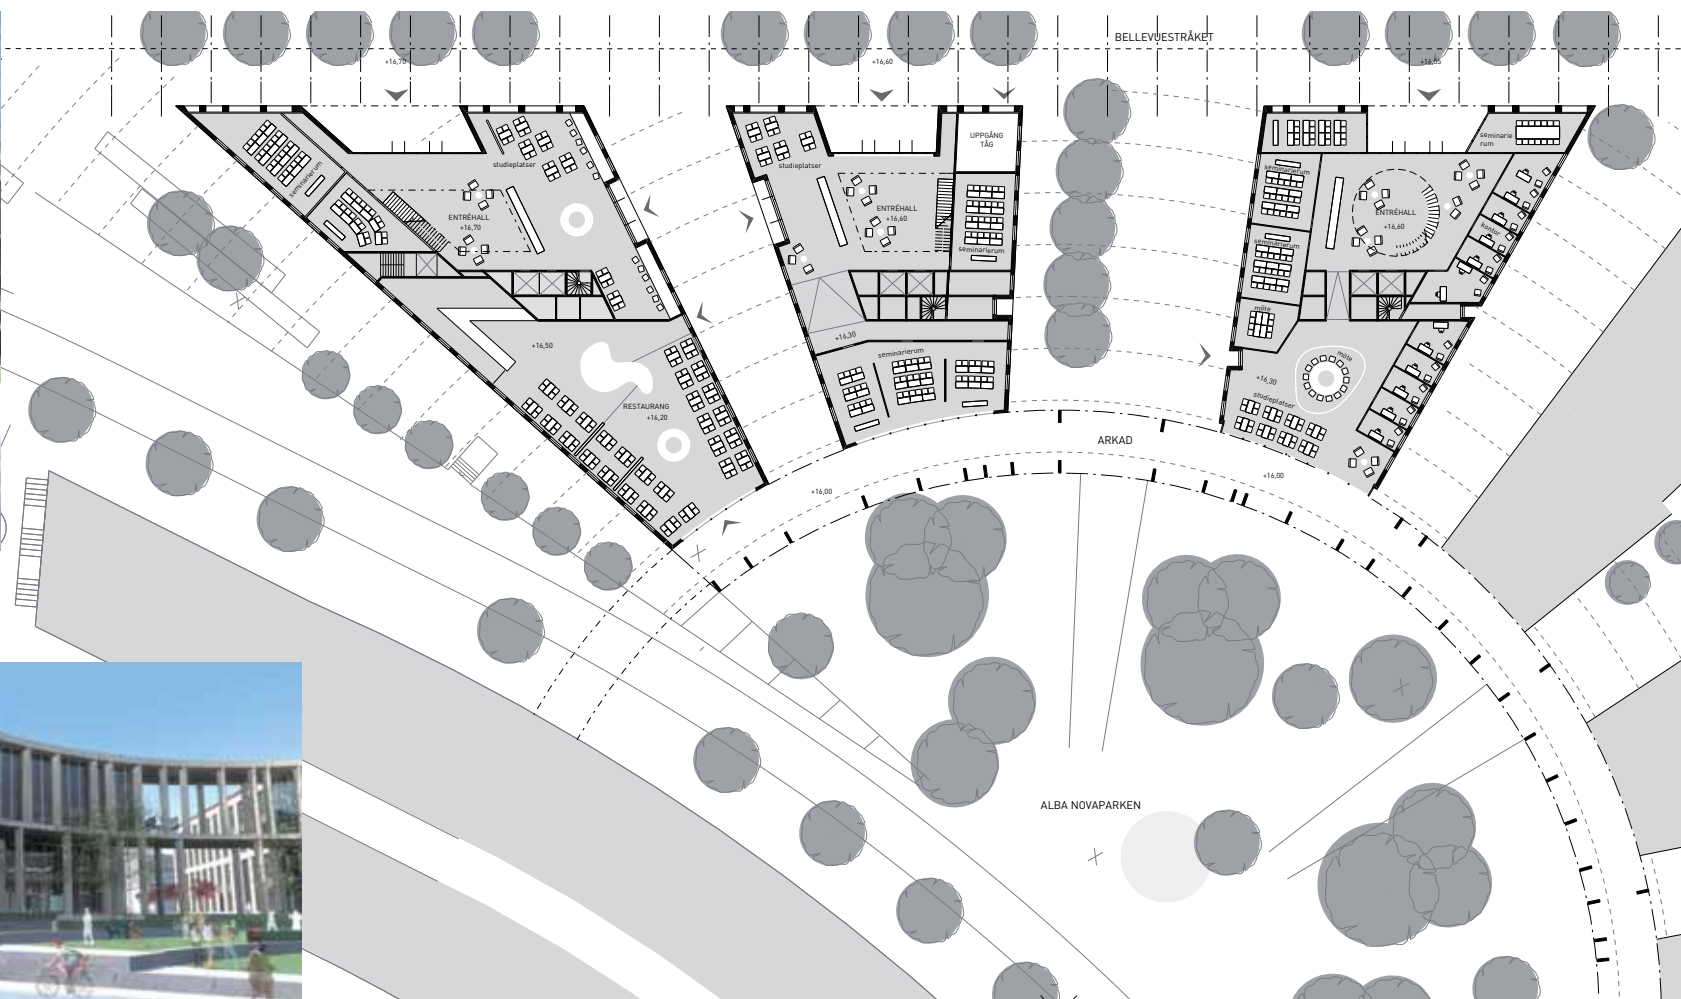 BELLEVUESTRÅKET
+16,70
+16,60
+16,55
UPPGÅNG
TÅG
seminarie
rum
studieplatser
studieplatser
seminarierum
seminarierum
ENTRÉHALL
+16,70
ENTRÉHALL
+16,60
ENTRÉHALL
+16,60
kontor
seminarierum
seminarierum
möte
+16,30
+16,50
seminarierum
möte
+16,30
studieplatser
RESTAURANG
+16,20
ARKAD
+16,00
+16,00
ALBA NOVAPARKEN